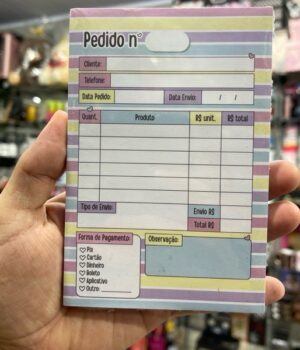 Pedido n°
Cliente:
Telefone:
Data Pedido: Data Envio: / /
Quant. Produto R$ unit. R$ total
Tipo de Envio: Envio R$
Total R$
Forma de Pagamento: Observação:
Pix
Cartão
Dinheiro
Boleto
Aplicativo
Outro: